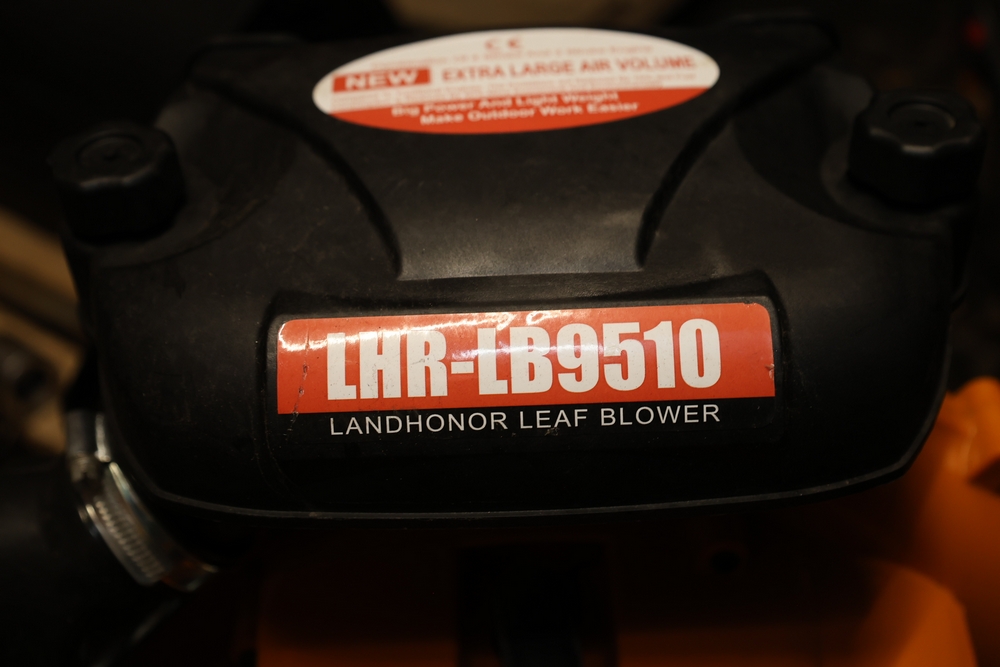 CE
NEW EXTRA LARGE AIR VOLUME
Big Power And Light Weight
Make Outdoor Work Easier
LHR-LB9510
LANDHONOR LEAF BLOWER